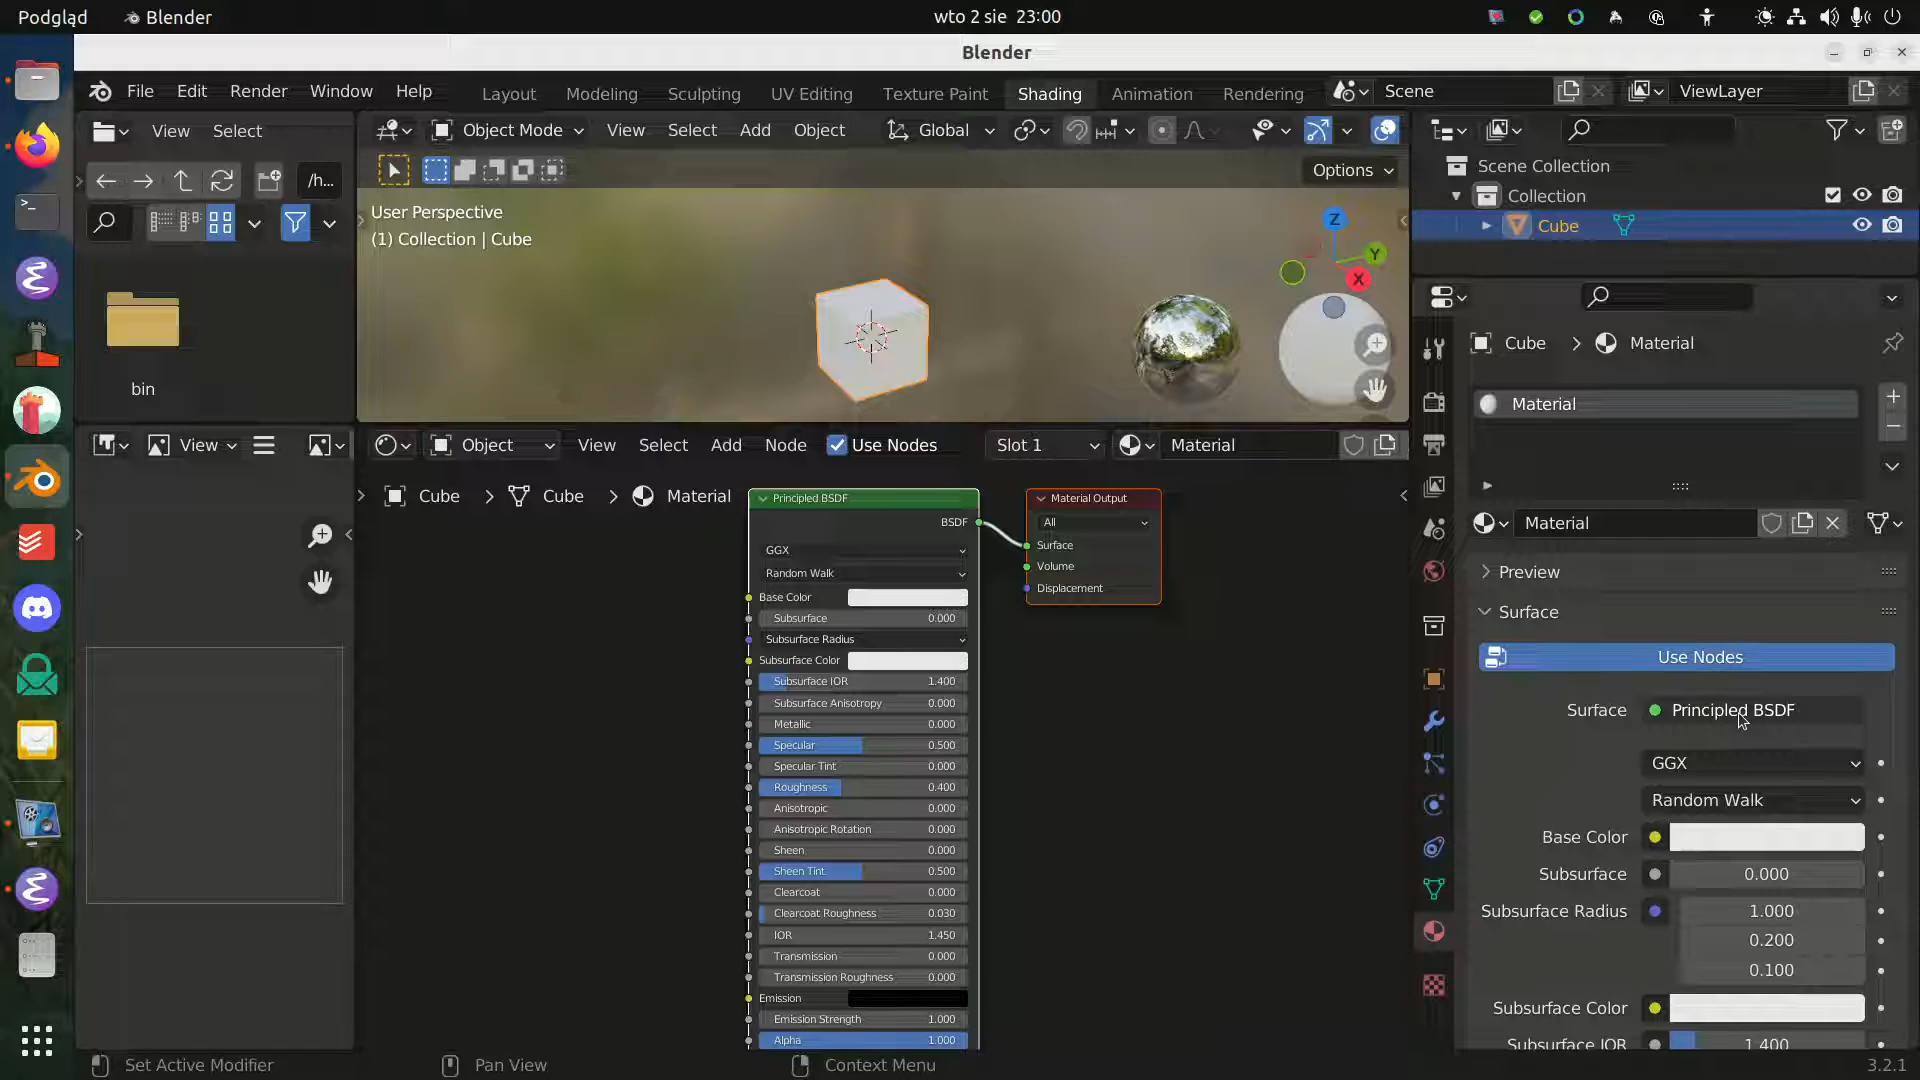 Podgląd
Blender
wto 2 sie 23:00
Blender
File Edit Render Window Help
Layout Modeling Sculpting UV Editing Texture Paint Shading Animation Rendering
Scene
ViewLayer
View Select
Object Mode View Select Add Object
Global
/h...
Options
User Perspective
(1) Collection | Cube
Z
Y
X
bin
Scene Collection
Collection
Cube
Cube > Material
Material
View
Object View Select Add Node Use Nodes
Slot 1
Material
Cube > Cube > Material
Principled BSDF
BSDF
GGX
Random Walk
Base Color
Subsurface 0.000
Subsurface Radius
Subsurface Color
Subsurface IOR 1.400
Subsurface Anisotropy 0.000
Metallic 0.000
Specular 0.500
Specular Tint 0.000
Roughness 0.400
Anisotropic 0.000
Anisotropic Rotation 0.000
Sheen 0.000
Sheen Tint 0.500
Clearcoat 0.000
Clearcoat Roughness 0.030
IOR 1.450
Transmission 0.000
Transmission Roughness 0.000
Emission
Emission Strength 1.000
Alpha 1.000
Material Output
All
Surface
Volume
Displacement
Material
Preview
Surface
Use Nodes
Surface Principled BSDF
GGX
Random Walk
Base Color
Subsurface 0.000
Subsurface Radius 1.000
0.200
0.100
Subsurface Color
Subsurface IOR 1.400
Set Active Modifier
Pan View
Context Menu
3.2.1